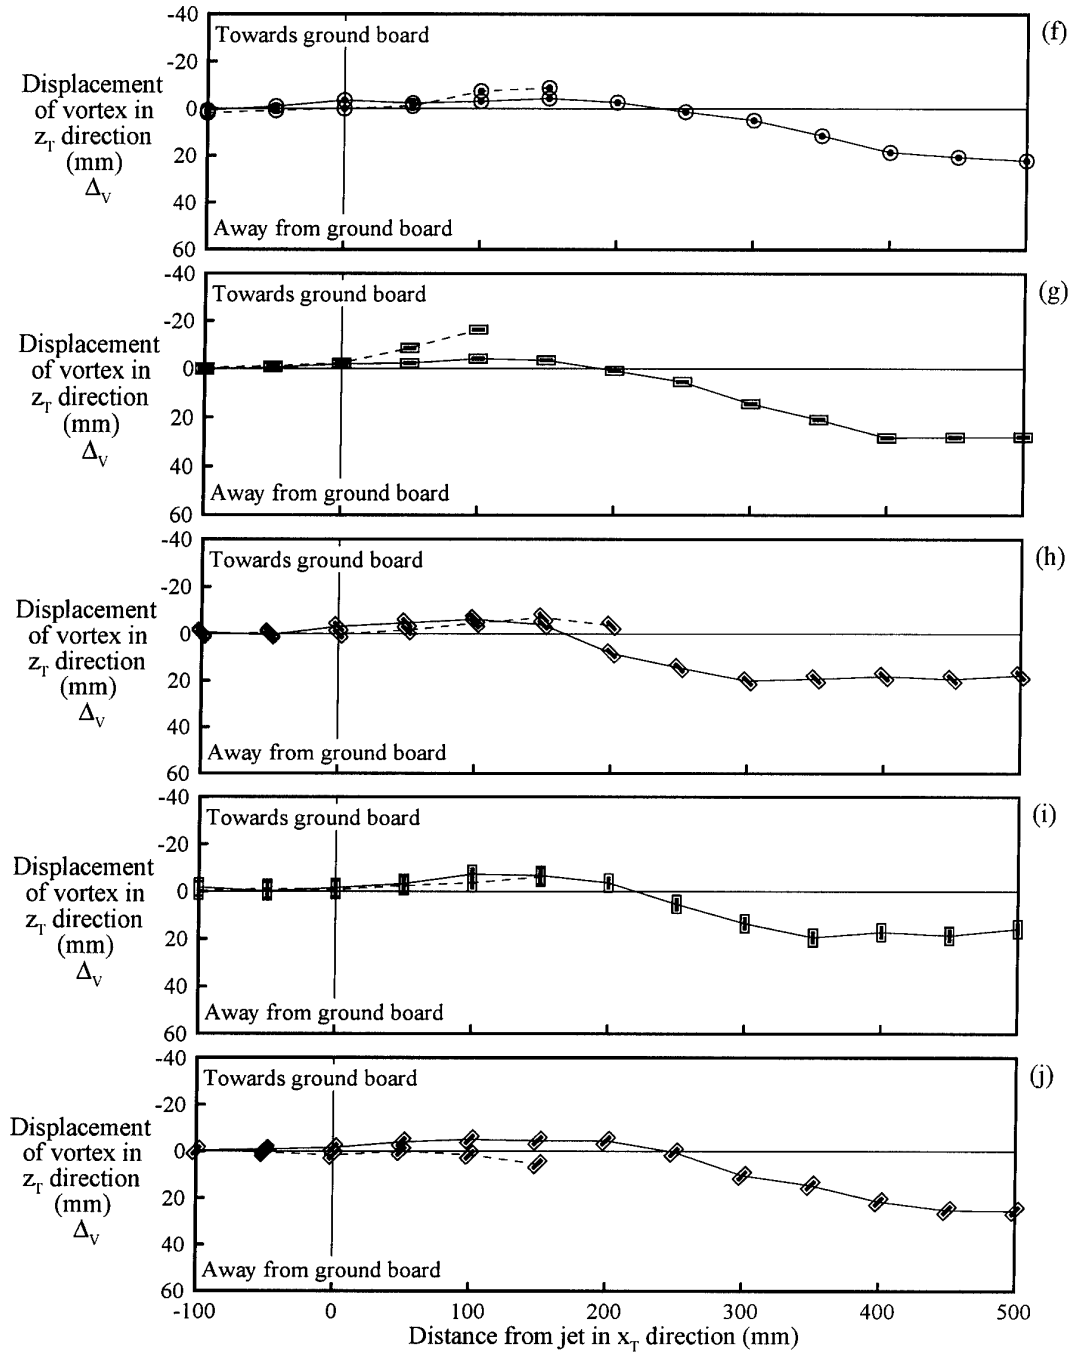 (f)
-40
Towards ground board
-20
0
20
40
60
Displacement
of vortex in
z_T direction
(mm)
Δ_V
Away from ground board
(g)
-40
Towards ground board
-20
0
20
40
60
Displacement
of vortex in
z_T direction
(mm)
Δ_V
Away from ground board
(h)
-40
Towards ground board
-20
0
20
40
60
Displacement
of vortex in
z_T direction
(mm)
Δ_V
Away from ground board
(i)
-40
Towards ground board
-20
0
20
40
60
Displacement
of vortex in
z_T direction
(mm)
Δ_V
Away from ground board
(j)
-40
Towards ground board
-20
0
20
40
60
Displacement
of vortex in
z_T direction
(mm)
Δ_V
Away from ground board
-100 0 100 200 300 400 500
Distance from jet in x_T direction (mm)